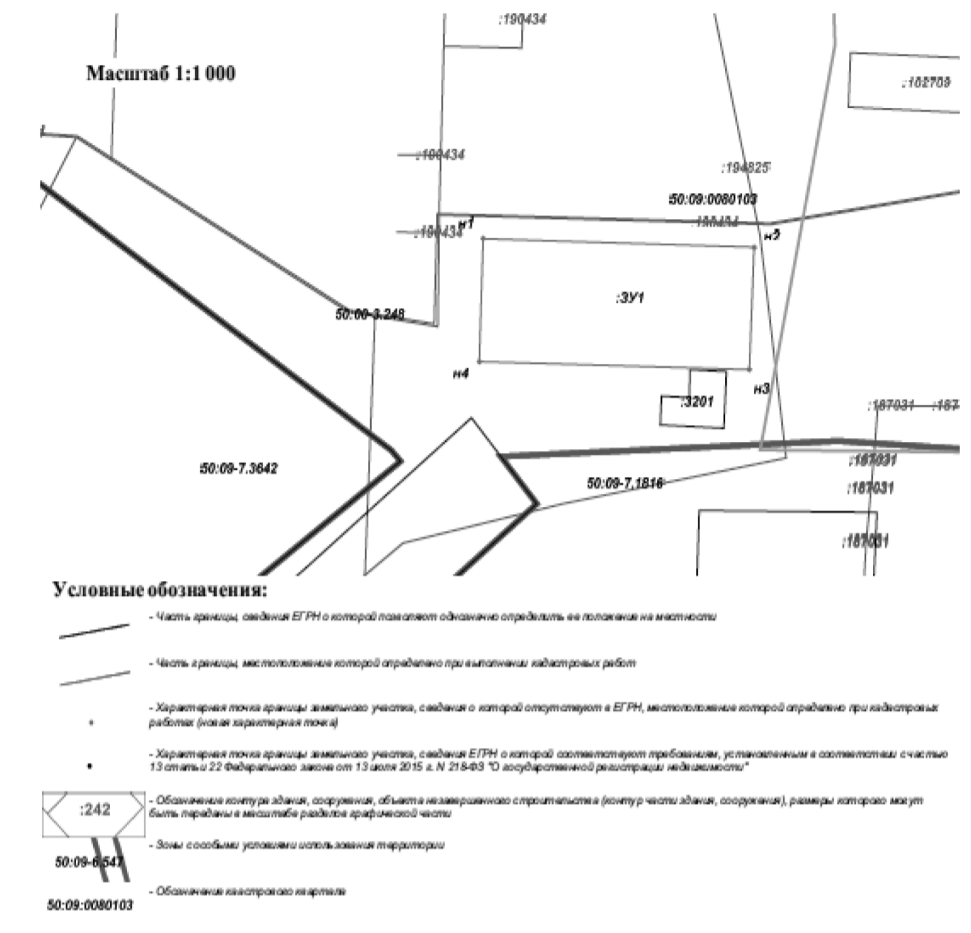 :190434
Масштаб 1:1 000
:102709
:190434
:194825
50:09:0080103
:190434
н1
:190434
н2
:ЗУ1
50:00-3.248
н4
н3
:3201
:187031
:187
50:09-7.3642
:187031
50:09-7.1816
:187031
:187031
Условные обозначения:
- Часть границы, сведения ЕГРН о которой позволяют однозначно определить ее положение на местности
- Часть границы, местоположение которой определено при выполнении кадастровых работ
- Характерная точка границы земельного участка, сведения о которой отсутствуют в ЕГРН, местоположение которой определено при кадастровых
работах (новая характерная точка)
- Характерная точка границы земельного участка, сведения ЕГРН о которой соответствуют требованиям, установленным в соответствии с частью
13 статьи 22 Федерального закона от 13 июля 2015 г. N 218-ФЗ "О государственной регистрации недвижимости"
- Обозначение контура здания, сооружения, объекта незавершенного строительства (контур части здания, сооружения), размеры которого могут
быть переданы в масштабе разделов графической части
:242
- Зоны с особыми условиями использования территории
50:09-6.547
- Обозначение каастрового квартала
50:09:0080103